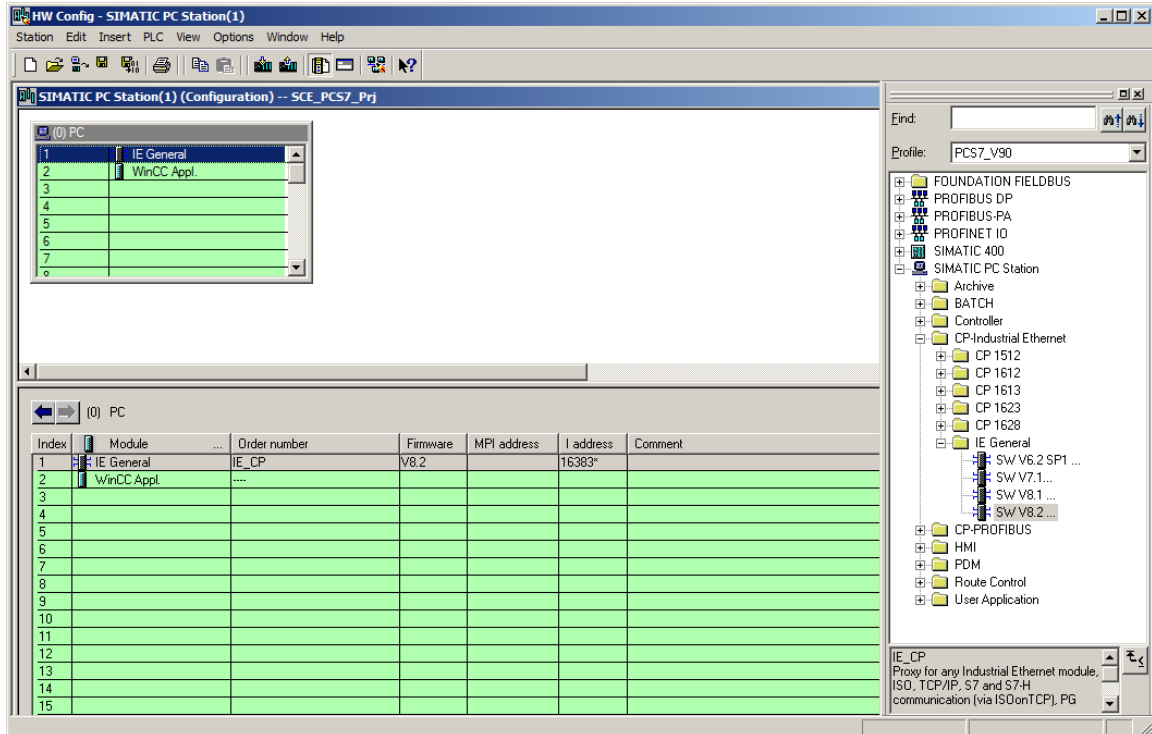 HW Config - SIMATIC PC Station(1)
Station Edit Insert PLC View Options Window Help
SIMATIC PC Station(1) (Configuration) -- SCE_PCS7_Prj
(0) PC
1 IE General
2 WinCC Appl.
3
4
5
6
7
(0) PC
Index Module ... Order number Firmware MPI address I address Comment
1 IE General IE_CP V8.2 16383*
2 WinCC Appl. ----
3
4
5
6
7
8
9
10
11
12
13
14
15
Find:
Profile: PCS7_V90
FOUNDATION FIELDBUS
PROFIBUS DP
PROFIBUS-PA
PROFINET IO
SIMATIC 400
SIMATIC PC Station
Archive
BATCH
Controller
CP-Industrial Ethernet
CP 1512
CP 1612
CP 1613
CP 1623
CP 1628
IE General
SW V6.2 SP1 ...
SW V7.1...
SW V8.1 ...
SW V8.2 ...
CP-PROFIBUS
HMI
PDM
Route Control
User Application
IE_CP
Proxy for any Industrial Ethernet module,
ISO, TCP/IP, S7 and S7-H
communication (via ISOonTCP), PG